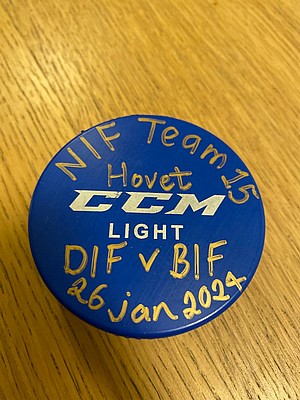 NIF Team 15
Hovet
CCM
LIGHT
DIF v BIF
26 jan 2024